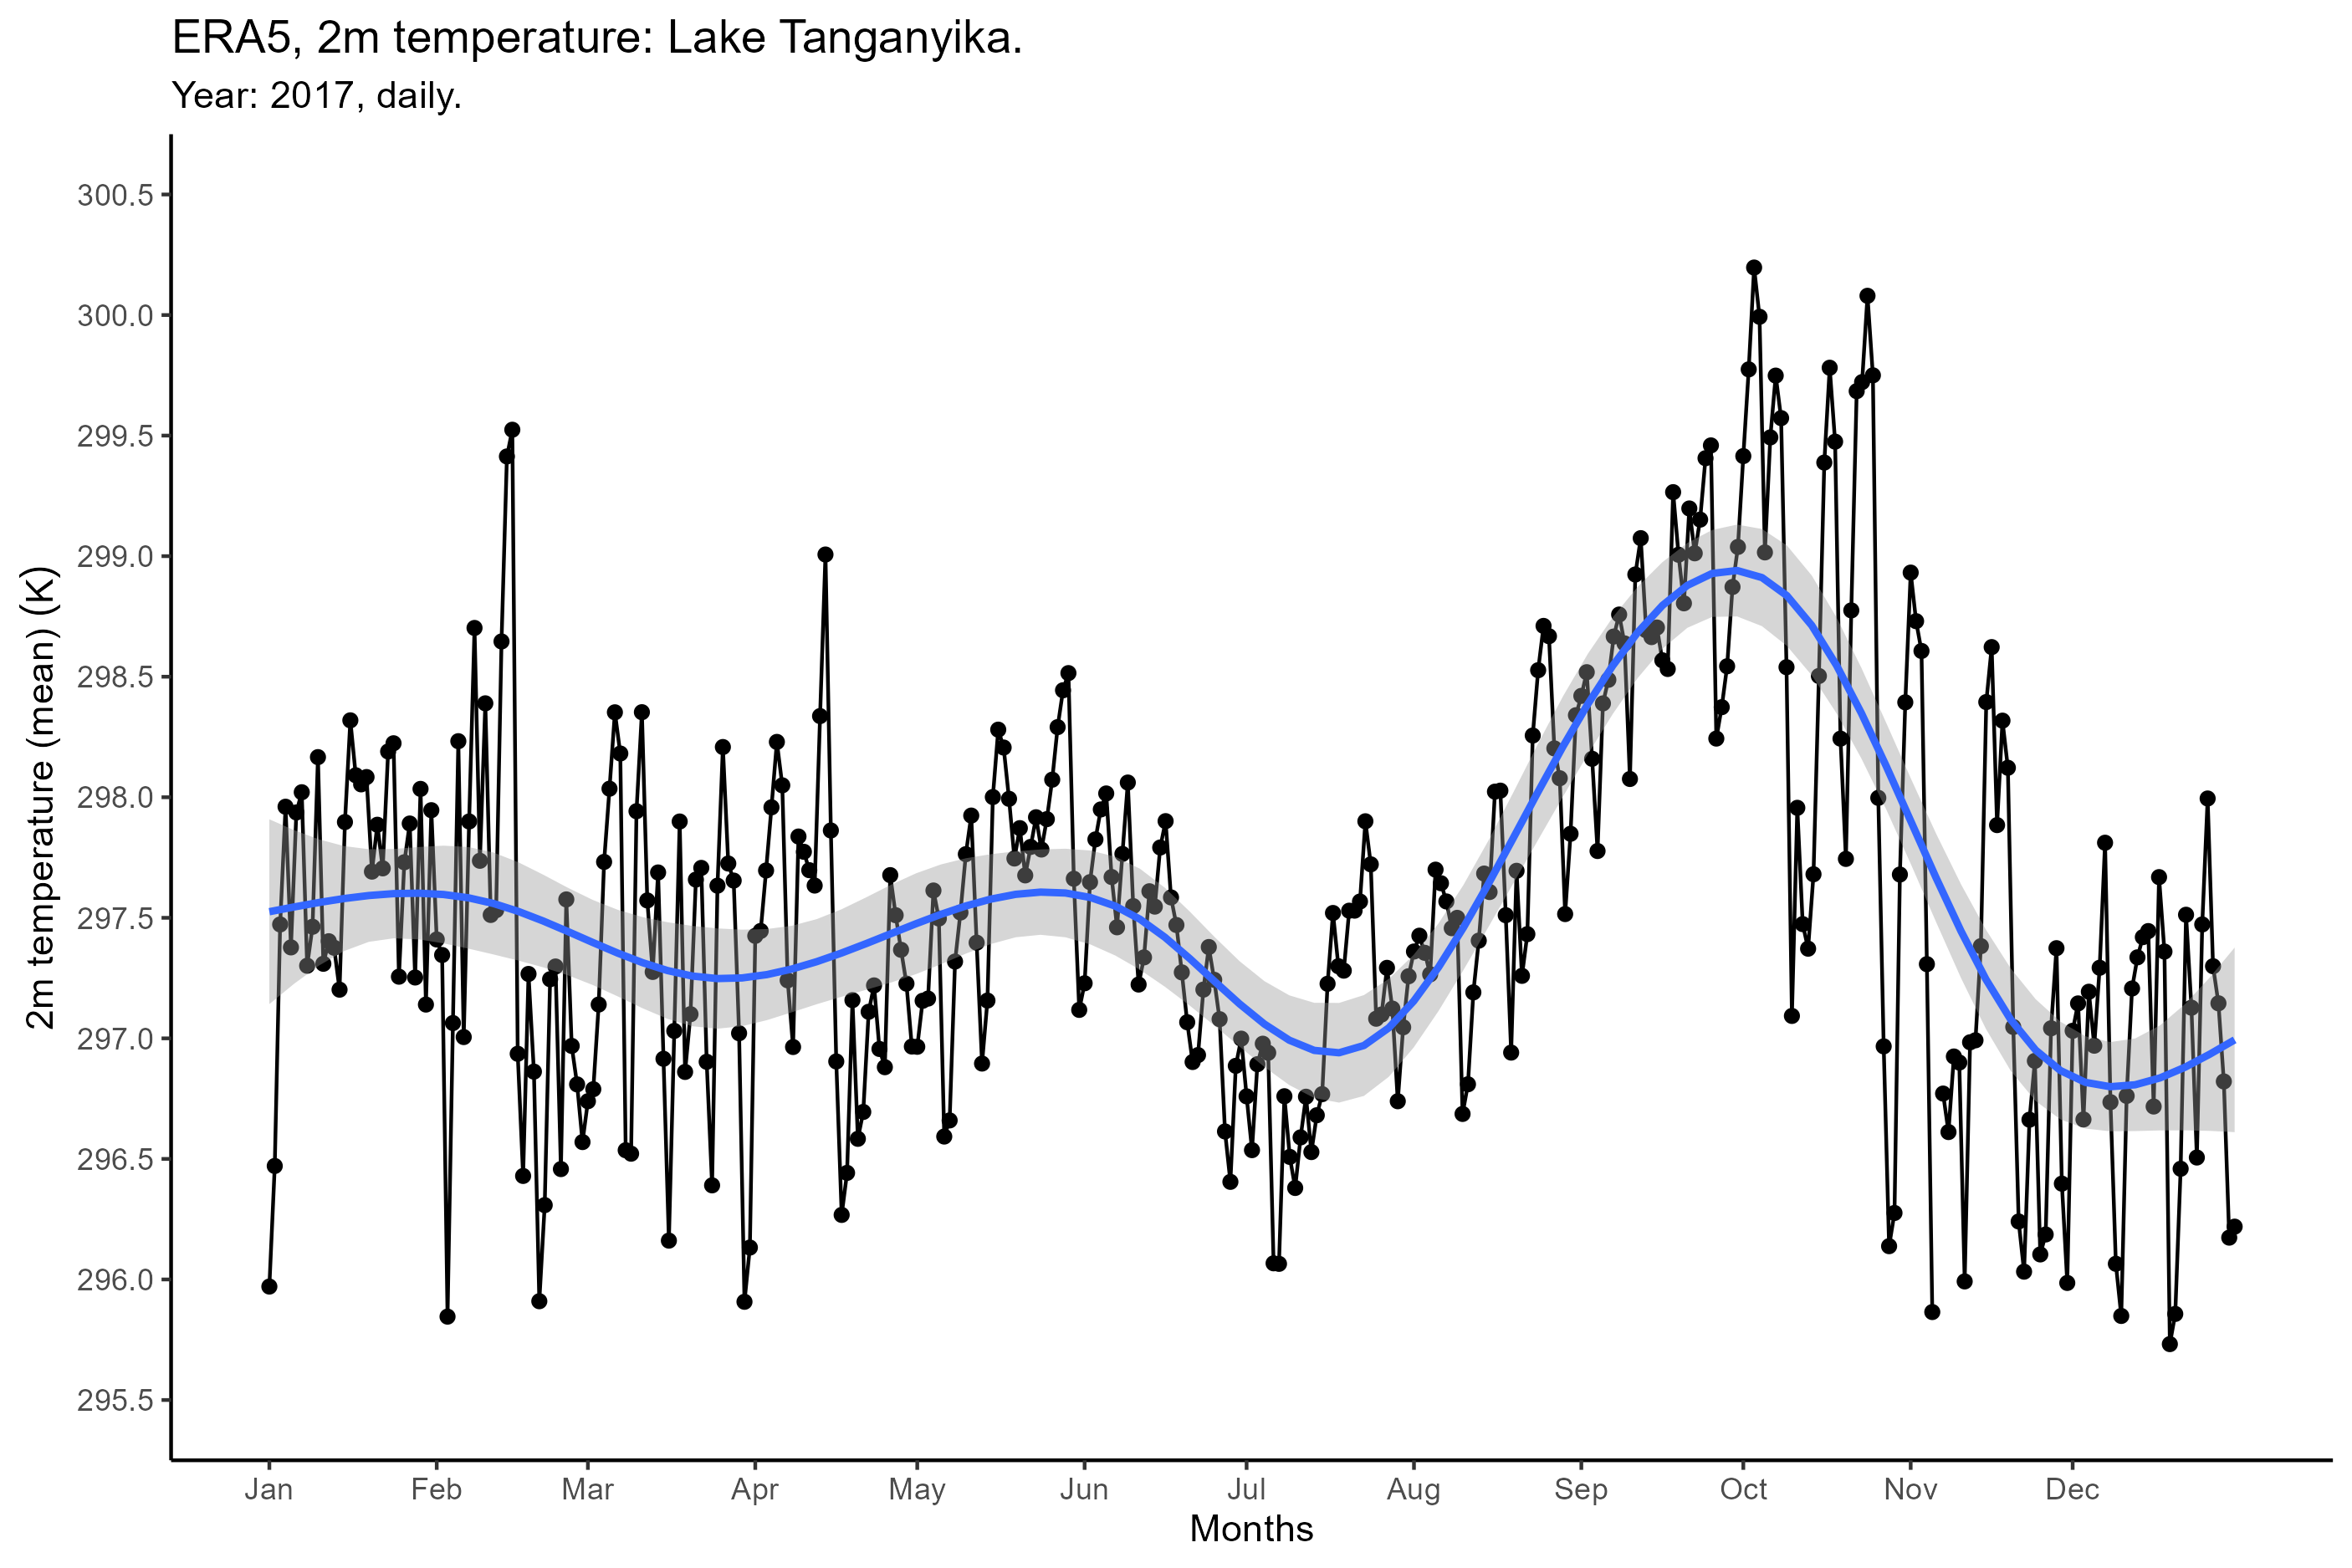 ERA5, 2m temperature: Lake Tanganyika.
Year: 2017, daily.
2m temperature (mean) (K)
300.5
300.0
299.5
299.0
298.5
298.0
297.5
297.0
296.5
296.0
295.5
Jan Feb Mar Apr May Jun Jul Aug Sep Oct Nov Dec
Months